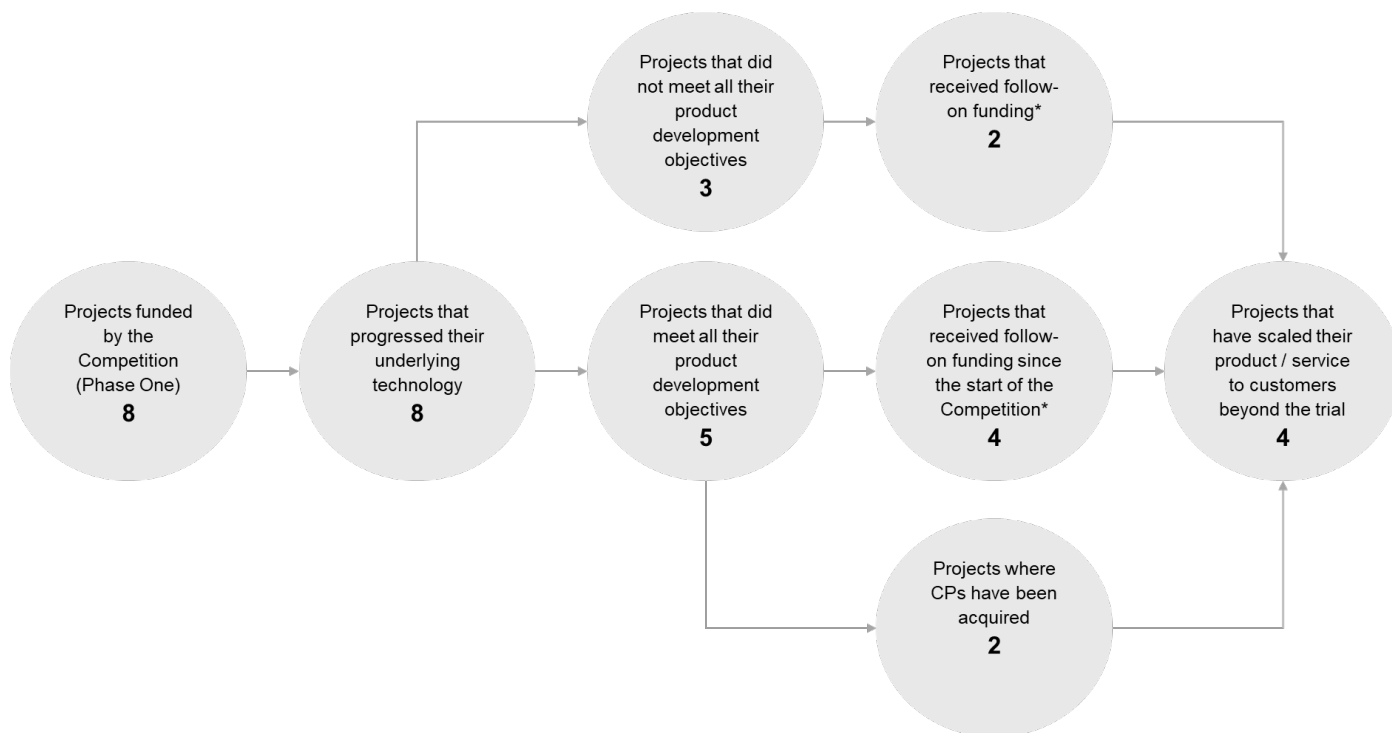 Projects funded
by the
Competition
(Phase One)
8
Projects that
progressed their
underlying
technology
8
Projects that did
not meet all their
product
development
objectives
3
Projects that
received follow-
on funding*
2
Projects that did
meet all their
product
development
objectives
5
Projects that
received follow-
on funding since
the start of the
Competition*
4
Projects where
CPs have been
acquired
2
Projects that
have scaled their
product / service
to customers
beyond the trial
4